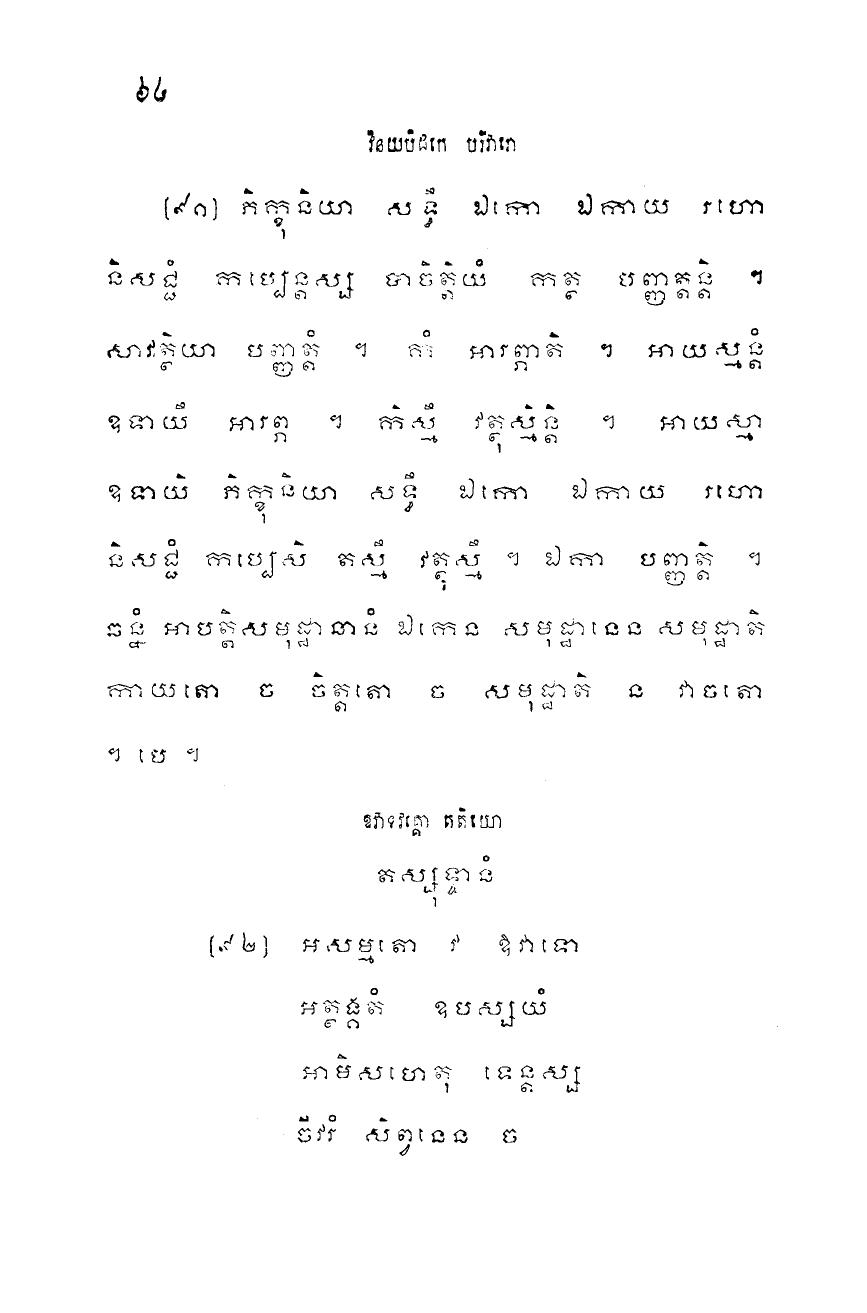 ៦៤
វិនយបិដកេ បរិវារោ
(៩១) ភិក្ខុនិយា សទ្ធឹ ឯកោ ឯកាយ រហោ
និសជ្ជំ កប្បេន្តស្ស បាចិត្តិយំ កត្ថ បញ្ញត្តន្តិ ។
សាវត្ថិយា បញ្ញត្តំ ។ កំ អារព្ភាតិ ។ អាយស្មន្តំ
ឧទាយឹ អារព្ភ ។ កិស្មឹ វត្ថុស្មិន្តិ ។ អាយស្មា
ឧទាយិ ភិក្ខុនិយា សទ្ធឹ ឯកោ ឯកាយ រហោ
និសជ្ជំ កប្បេសិ តស្មឹ វត្ថុស្មឹ ។ ឯកា បញ្ញត្តិ ។
ឆន្នំ អាបត្តិសមុដ្ឋានានំ ឯកេន សមុដ្ឋានេន សមុដ្ឋាតិ
កាយតោ ច ចិត្តតោ ច សមុដ្ឋាតិ ន វាចតោ
។ បេ ។
ឱវាទវគ្គោ តតិយោ
តស្សុទ្ទានំ
(៩២) អសម្មតោ វ ឱវាទោ
អត្ថង្គតំ ឧបស្សយំ
អាមិសហេតុ ទេន្តស្ស
ចីវរំ សិព្វនេន ច